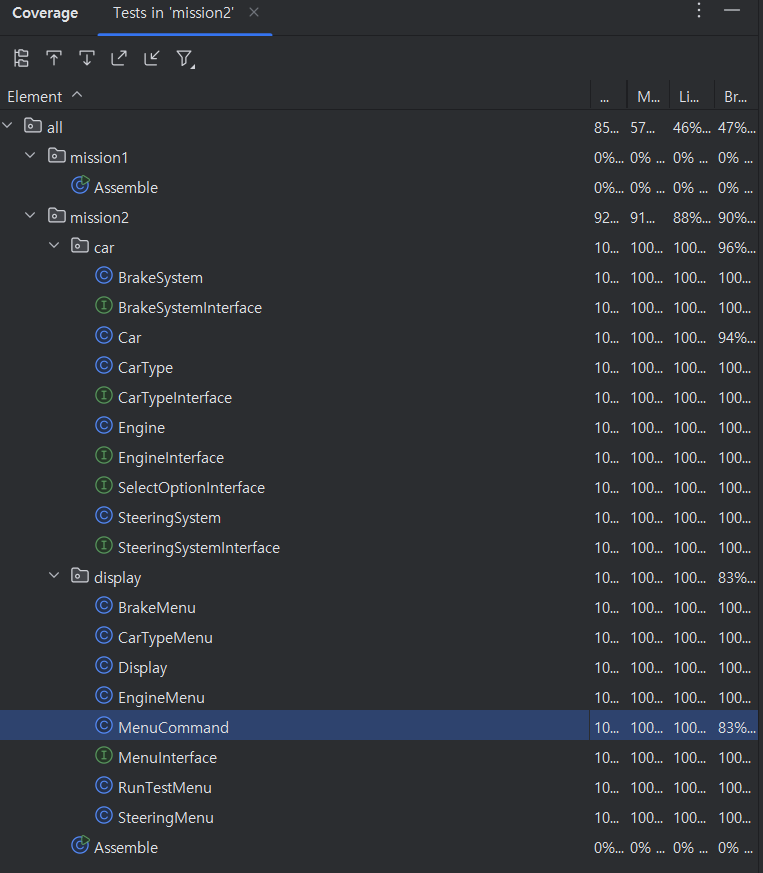 Coverage Tests in 'mission2'
Element ... M... Li... Br...
all 85... 57... 46%... 47%...
mission1 0%... 0% ... 0% ... 0% ...
Assemble 0%... 0% ... 0% ... 0% ...
mission2 92... 91... 88%... 90%...
car 10... 100... 100... 96%...
BrakeSystem 10... 100... 100... 100...
BrakeSystemInterface 10... 100... 100... 100...
Car 10... 100... 100... 94%...
CarType 10... 100... 100... 100...
CarTypeInterface 10... 100... 100... 100...
Engine 10... 100... 100... 100...
EngineInterface 10... 100... 100... 100...
SelectOptionInterface 10... 100... 100... 100...
SteeringSystem 10... 100... 100... 100...
SteeringSystemInterface 10... 100... 100... 100...
display 10... 100... 100... 83%...
BrakeMenu 10... 100... 100... 100...
CarTypeMenu 10... 100... 100... 100...
Display 10... 100... 100... 100...
EngineMenu 10... 100... 100... 100...
MenuCommand 10... 100... 100... 83%...
MenuInterface 10... 100... 100... 100...
RunTestMenu 10... 100... 100... 100...
SteeringMenu 10... 100... 100... 100...
Assemble 0%... 0% ... 0% ... 0% ...